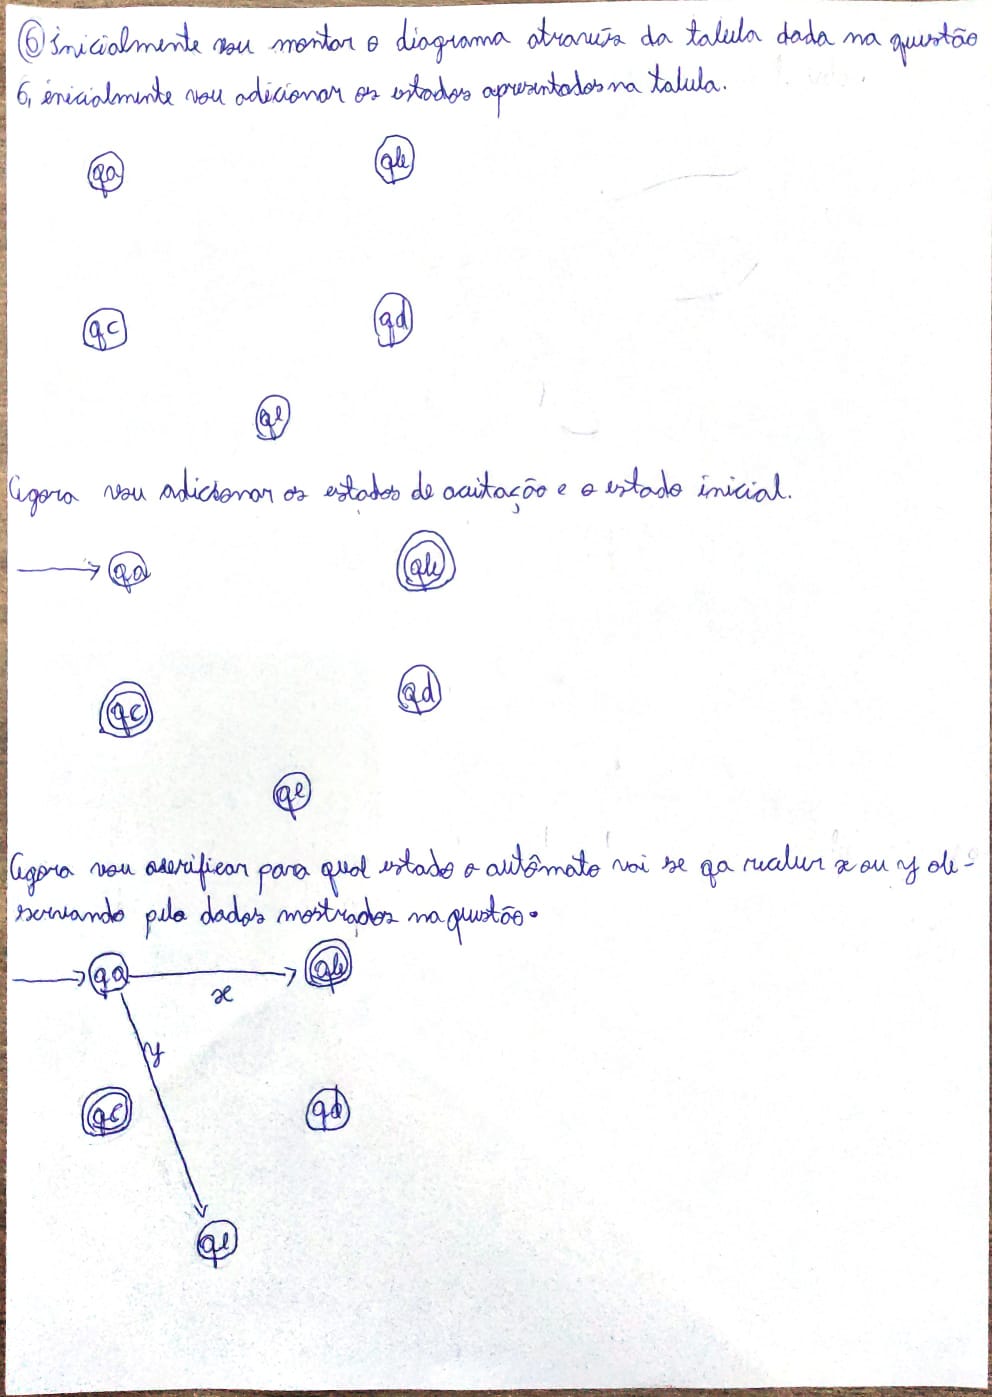 ⑥ Inicialmente vou montar o diagrama através da tabela dada na questão
6, inicialmente vou adicionar os estados apresentados na tabela.
qa qb
qc qd
qe
Agora vou adicionar os estados de aceitação e o estado inicial.
qa qb
qc qd
qe
Agora vou verificar para qual estado o autômato vai se qa receber x ou y ob-
servando pelo dados mostrados na questão.
qa qb
x
y
qc qd
qe